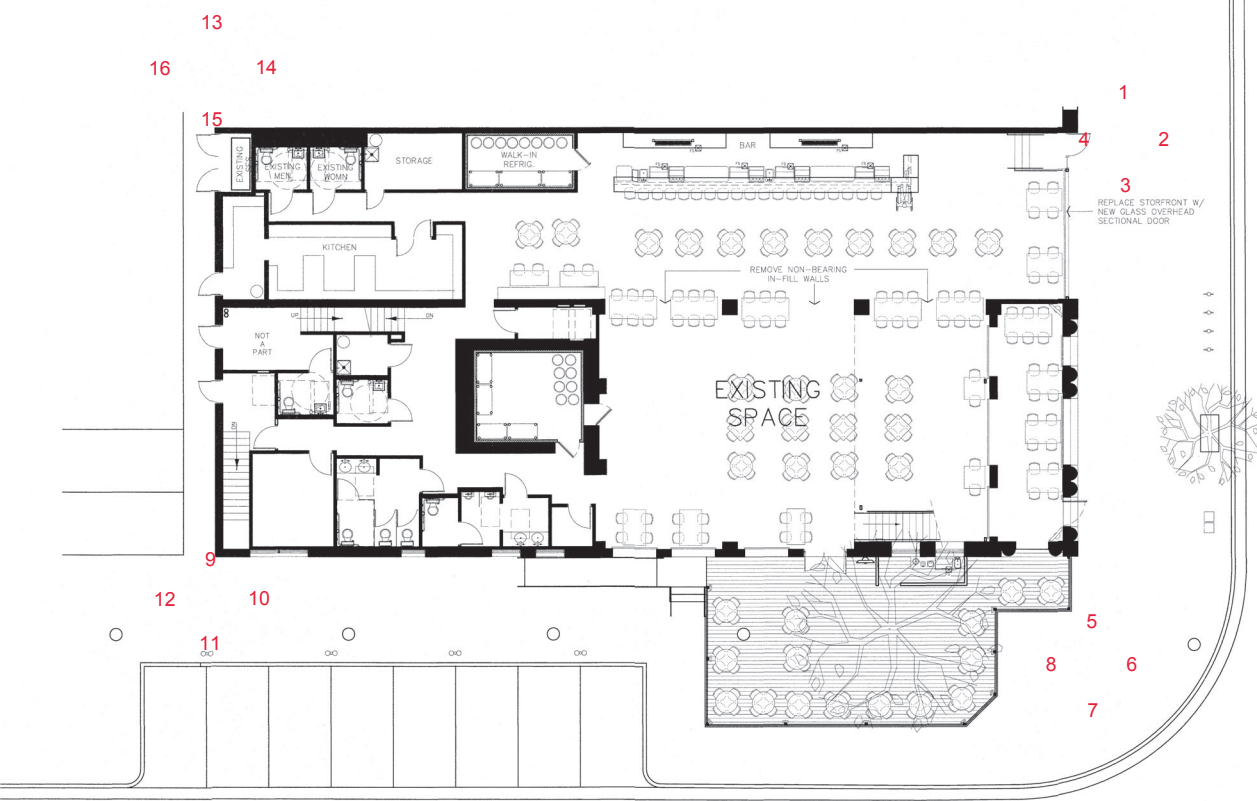 13
16
14
1
15
4
2
BAR
EXISTING
SES
EXISTING
MEN
EXISTING
WOMN
STORAGE
WALK-IN
REFRIG.
3
REPLACE STORFRONT W/
NEW GLASS OVERHEAD
SECTIONAL DOOR
KITCHEN
REMOVE NON-BEARING
IN-FILL WALLS
UP
DN
NOT
A
PART
EXISTING
SPACE
DN
9
12
10
11
5
8
6
7